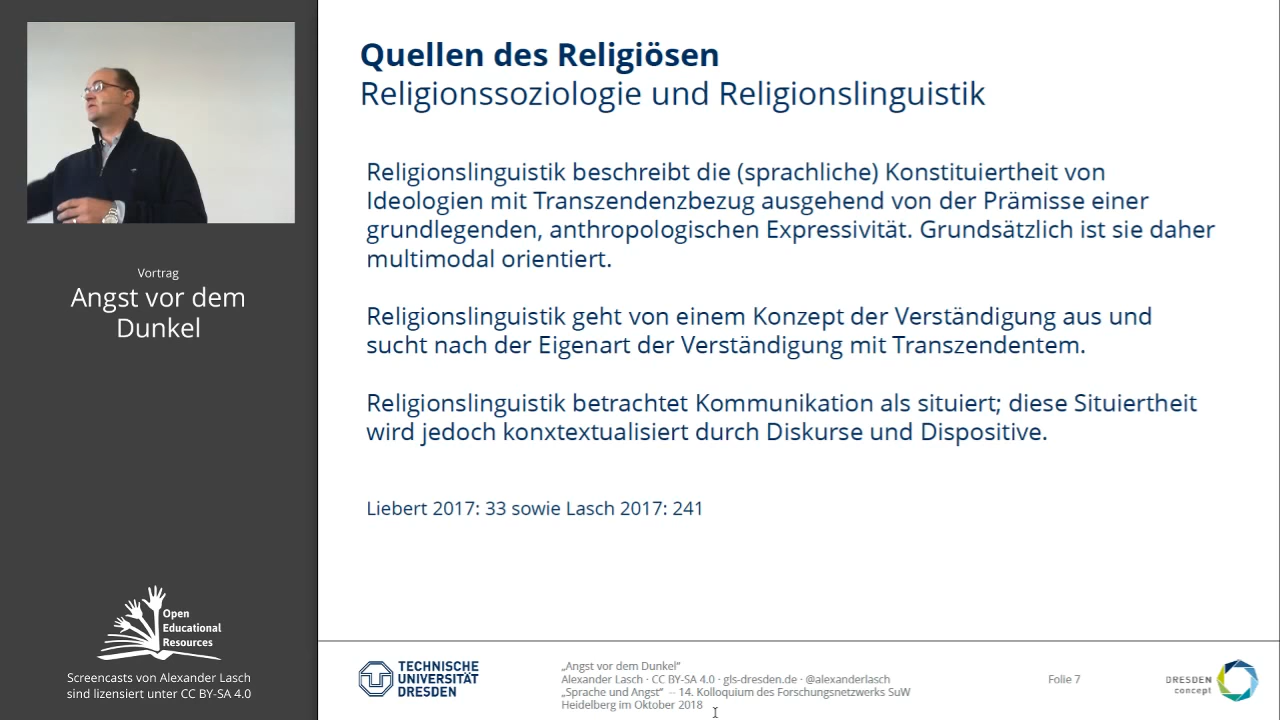 Vortrag
Angst vor dem
Dunkel
Open
Educational
Resources
Screencasts von Alexander Lasch
sind lizensiert unter CC BY-SA 4.0
Quellen des Religiösen
Religionssoziologie und Religionslinguistik
Religionslinguistik beschreibt die (sprachliche) Konstituiertheit von
Ideologien mit Transzendenzbezug ausgehend von der Prämisse einer
grundlegenden, anthropologischen Expressivität. Grundsätzlich ist sie daher
multimodal orientiert.
Religionslinguistik geht von einem Konzept der Verständigung aus und
sucht nach der Eigenart der Verständigung mit Transzendentem.
Religionslinguistik betrachtet Kommunikation als situiert; diese Situiertheit
wird jedoch konxtextualisiert durch Diskurse und Dispositive.
Liebert 2017: 33 sowie Lasch 2017: 241
TECHNISCHE
UNIVERSITÄT
DRESDEN
„Angst vor dem Dunkel“
Alexander Lasch · CC BY-SA 4.0 · gls-dresden.de · @alexanderlasch
„Sprache und Angst“ – 14. Kolloquium des Forschungsnetzwerks SuW
Heidelberg im Oktober 2018
Folie 7
DRESDEN
concept